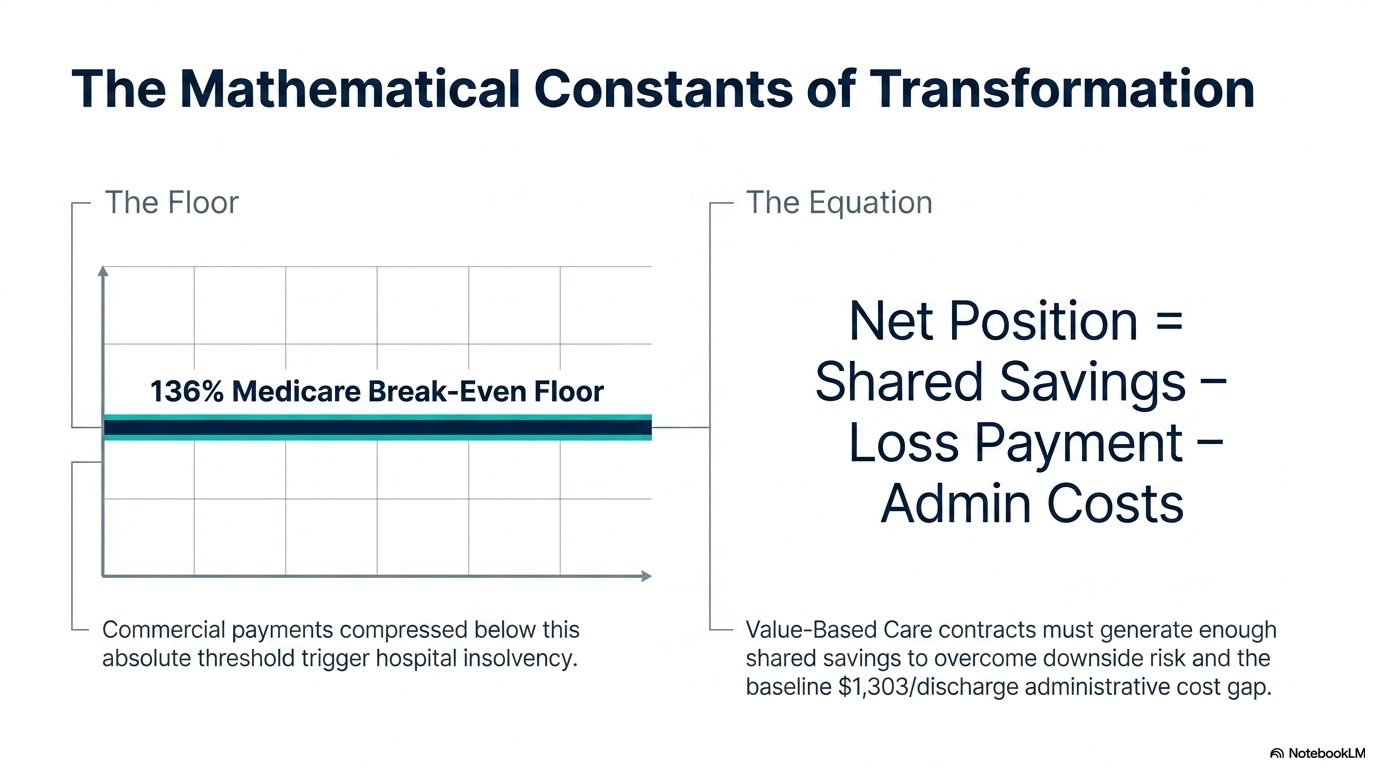 The Mathematical Constants of Transformation
The Floor
136% Medicare Break-Even Floor
Commercial payments compressed below this
absolute threshold trigger hospital insolvency.
The Equation
Net Position =
Shared Savings –
Loss Payment –
Admin Costs
Value-Based Care contracts must generate enough
shared savings to overcome downside risk and the
baseline $1,303/discharge administrative cost gap.
NotebookLM